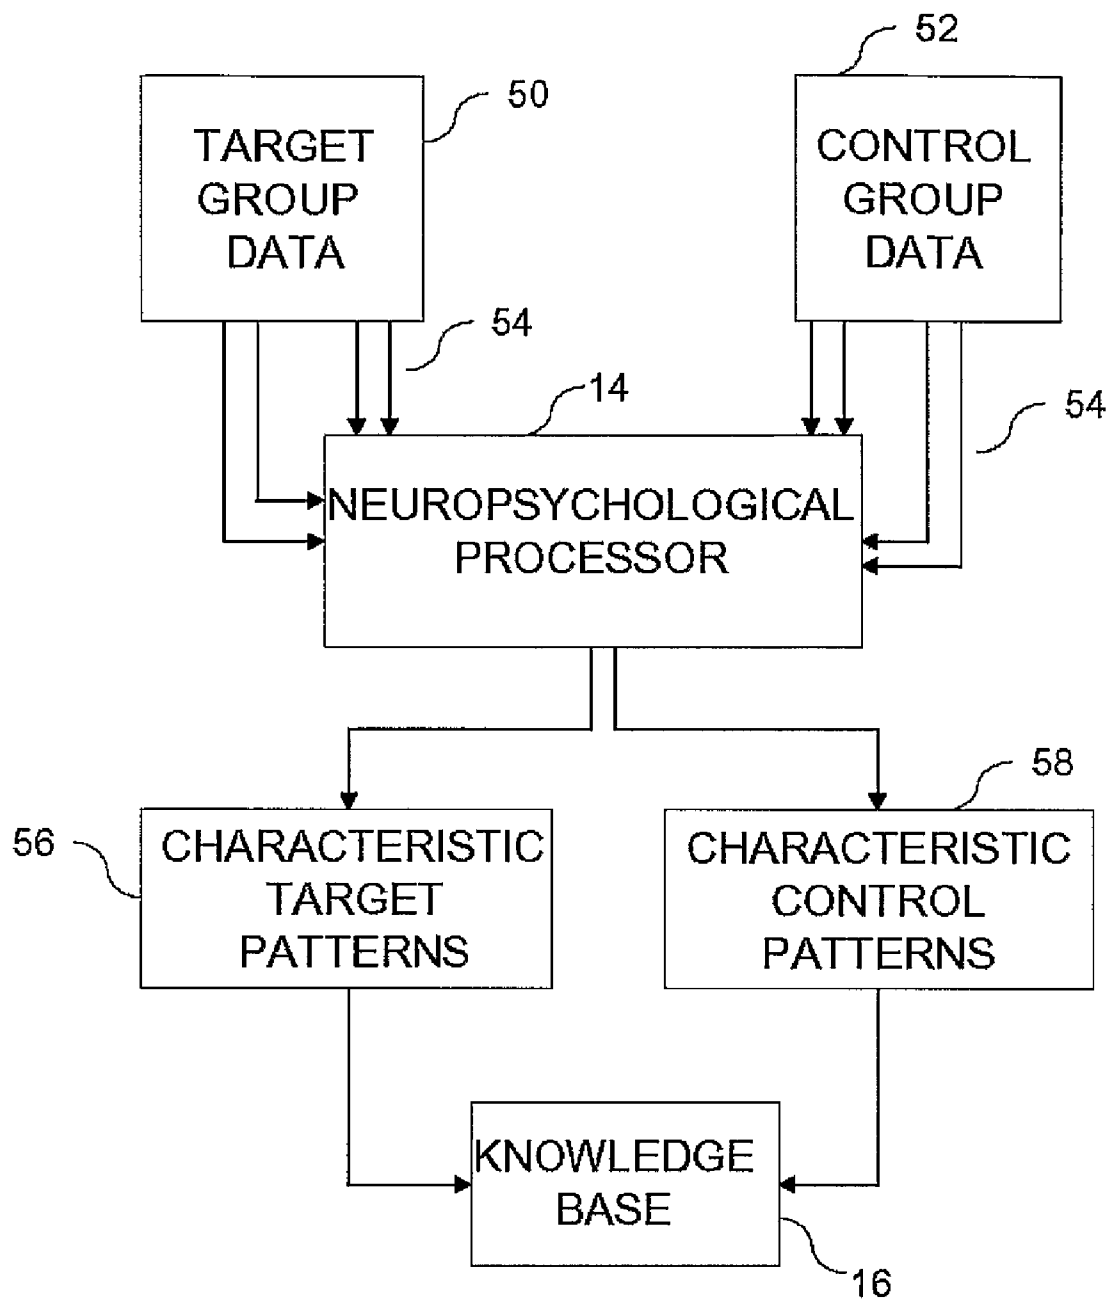 52
50
TARGET
GROUP
DATA
CONTROL
GROUP
DATA
54
14
54
NEUROPSYCHOLOGICAL
PROCESSOR
58
56
CHARACTERISTIC
TARGET
PATTERNS
CHARACTERISTIC
CONTROL
PATTERNS
KNOWLEDGE
BASE
16